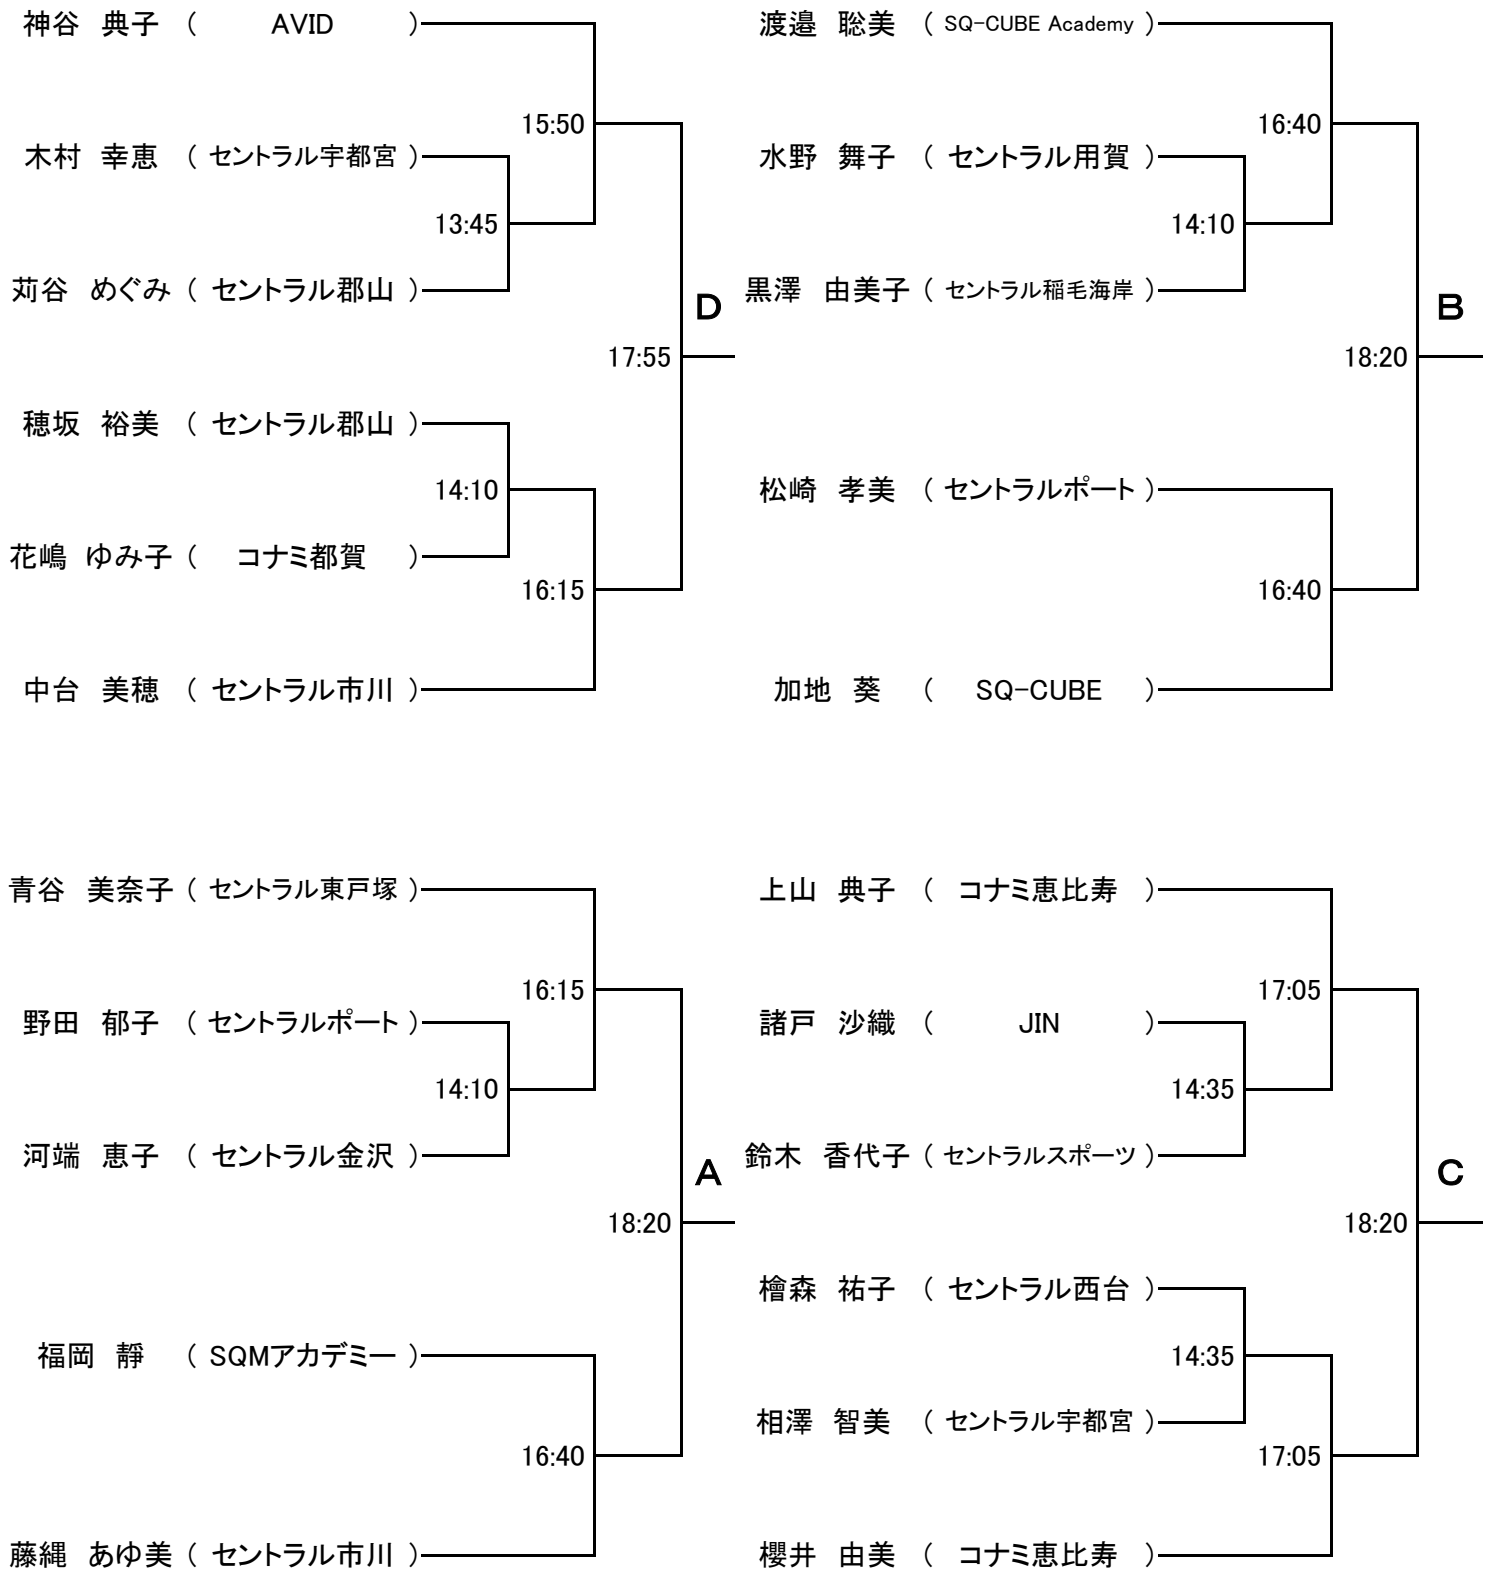 神谷 典子 ( AVID )
15:50
木村 幸恵 ( セントラル宇都宮 )
13:45
苅谷 めぐみ ( セントラル郡山 )
D
17:55
穂坂 裕美 ( セントラル郡山 )
14:10
花嶋 ゆみ子 ( コナミ都賀 )
16:15
中台 美穂 ( セントラル市川 )
渡邉 聡美 ( SQ-CUBE Academy )
16:40
水野 舞子 ( セントラル用賀 )
14:10
黒澤 由美子 ( セントラル稲毛海岸 )
B
18:20
松崎 孝美 ( セントラルポート )
16:40
加地 葵 ( SQ-CUBE )
青谷 美奈子 ( セントラル東戸塚 )
16:15
野田 郁子 ( セントラルポート )
14:10
河端 恵子 ( セントラル金沢 )
A
18:20
福岡 靜 ( SQMアカデミー )
16:40
藤縄 あゆ美 ( セントラル市川 )
上山 典子 ( コナミ恵比寿 )
17:05
諸戸 沙織 ( JIN )
14:35
鈴木 香代子 ( セントラルスポーツ )
C
18:20
檜森 祐子 ( セントラル西台 )
14:35
相澤 智美 ( セントラル宇都宮 )
17:05
櫻井 由美 ( コナミ恵比寿 )